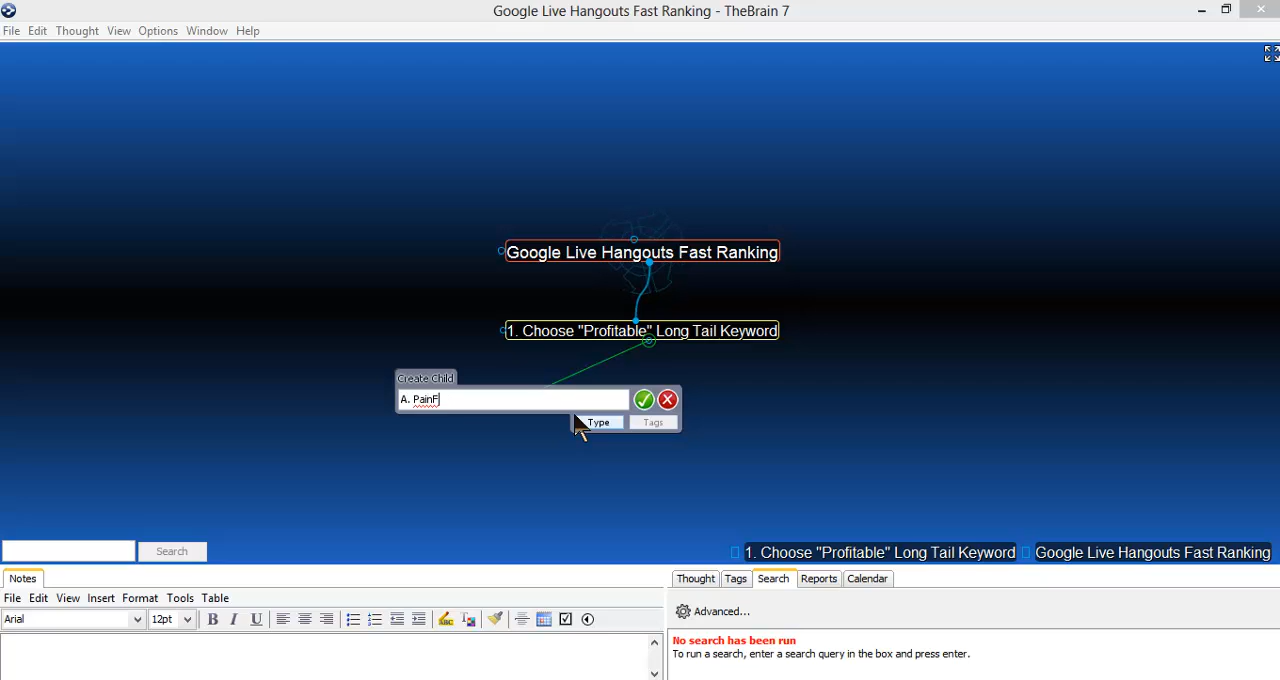 Google Live Hangouts Fast Ranking - TheBrain 7
File Edit Thought View Options Window Help
Google Live Hangouts Fast Ranking
1. Choose "Profitable" Long Tail Keyword
Create Child
A. PainF
Type Tags
Search 1. Choose "Profitable" Long Tail Keyword Google Live Hangouts Fast Ranking
Notes Thought Tags Search Reports Calendar
File Edit View Insert Format Tools Table
Advanced...
Arial 12pt B I U ABC
No search has been run
To run a search, enter a search query in the box and press enter.